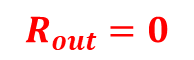 R_out = 0